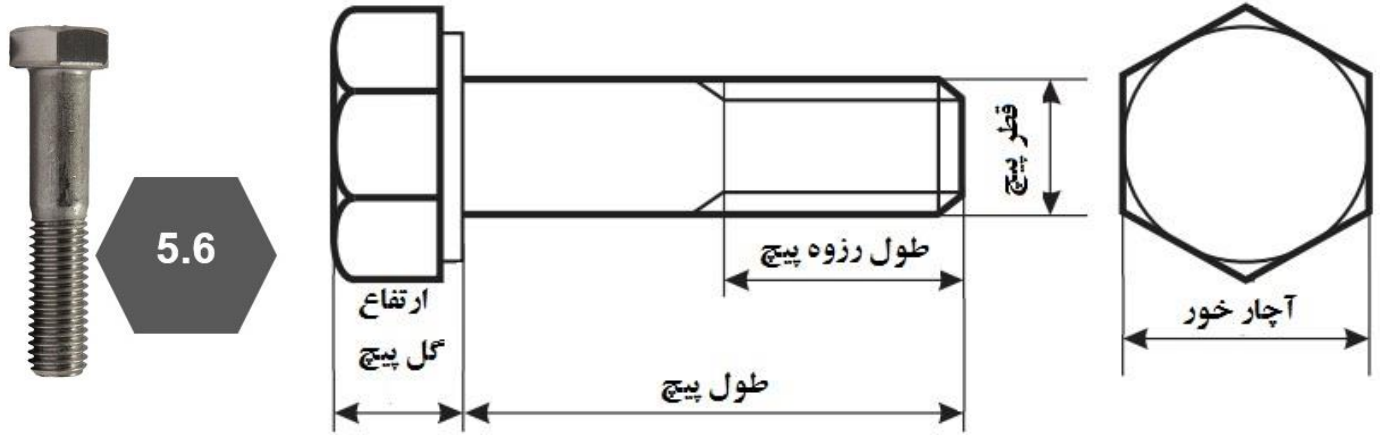 5.6
قطر پیچ
طول رزوه پیچ
ارتفاع
گل پیچ
طول پیچ
آچار خور